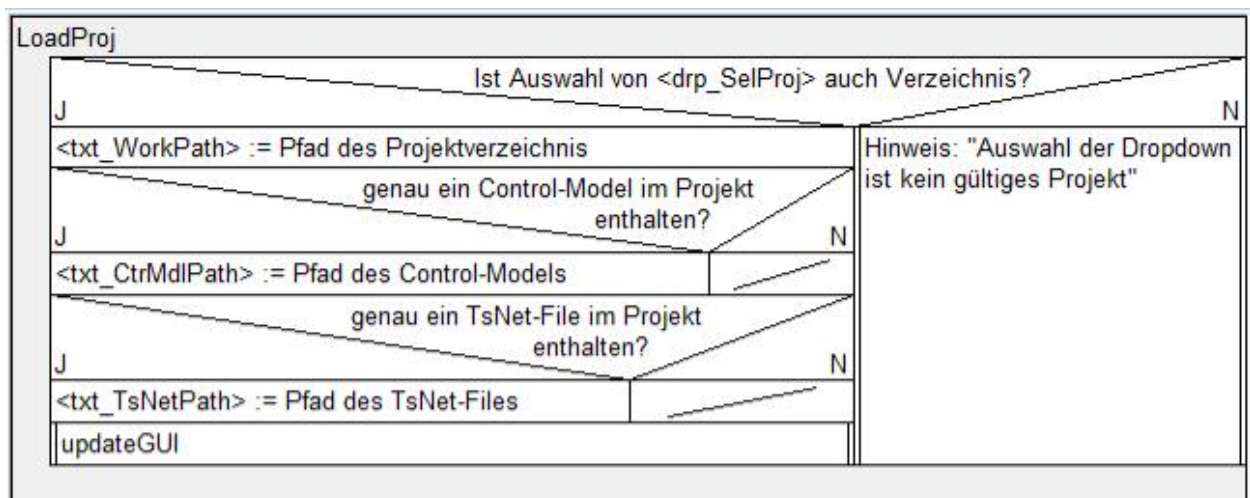 LoadProj
Ist Auswahl von <drp_SelProj> auch Verzeichnis?
J
N
<txt_WorkPath> := Pfad des Projektverzeichnis
Hinweis: "Auswahl der Dropdown
ist kein gültiges Projekt"
genau ein Control-Model im Projekt
enthalten?
J
N
<txt_CtrMdlPath> := Pfad des Control-Models
genau ein TsNet-File im Projekt
enthalten?
J
N
<txt_TsNetPath> := Pfad des TsNet-Files
updateGUI